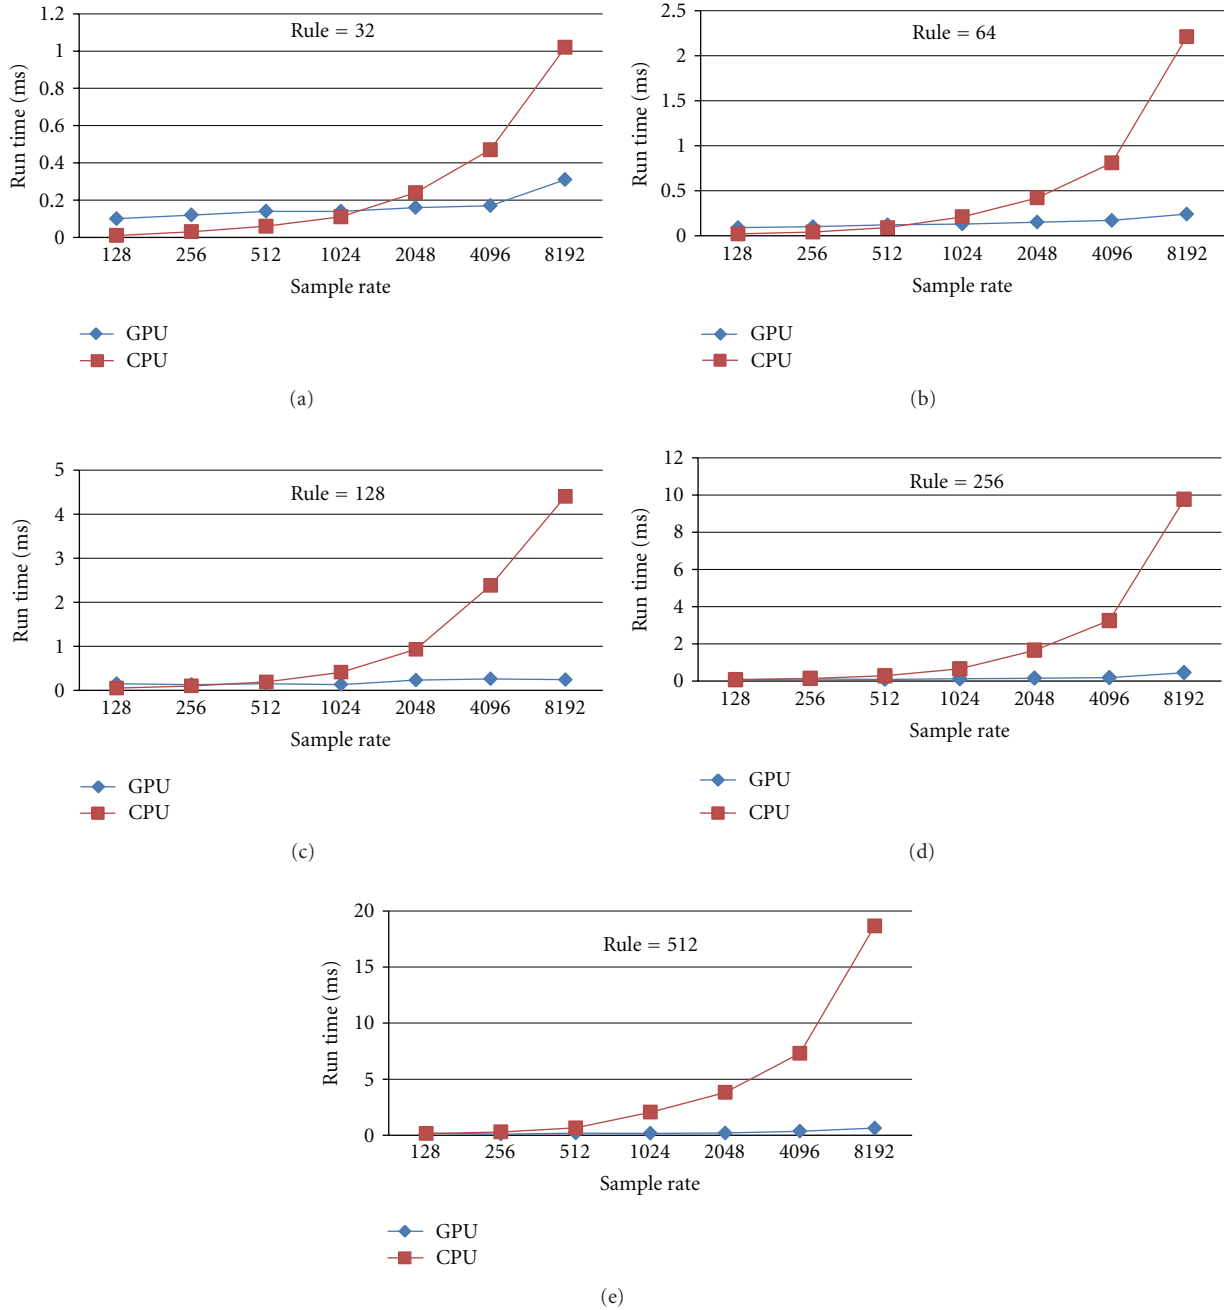 Rule = 32
Run time (ms)
1.2
1
0.8
0.6
0.4
0.2
0
128 256 512 1024 2048 4096 8192
Sample rate
GPU
CPU
(a)
Rule = 64
Run time (ms)
2.5
2
1.5
1
0.5
0
128 256 512 1024 2048 4096 8192
Sample rate
GPU
CPU
(b)
Rule = 128
Run time (ms)
5
4
3
2
1
0
128 256 512 1024 2048 4096 8192
Sample rate
GPU
CPU
(c)
Rule = 256
Run time (ms)
12
10
8
6
4
2
0
128 256 512 1024 2048 4096 8192
Sample rate
GPU
CPU
(d)
Rule = 512
Run time (ms)
20
15
10
5
0
128 256 512 1024 2048 4096 8192
Sample rate
GPU
CPU
(e)